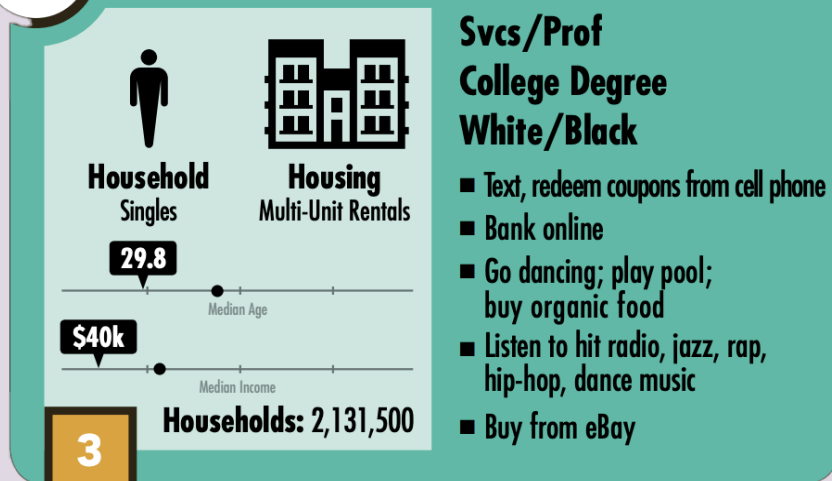 Household
Singles
Housing
Multi-Unit Rentals
29.8
Median Age
$40k
Median Income
Households: 2,131,500
3
Svcs/Prof
College Degree
White/Black
■ Text, redeem coupons from cell phone
■ Bank online
■ Go dancing; play pool;
buy organic food
■ Listen to hit radio, jazz, rap,
hip-hop, dance music
■ Buy from eBay